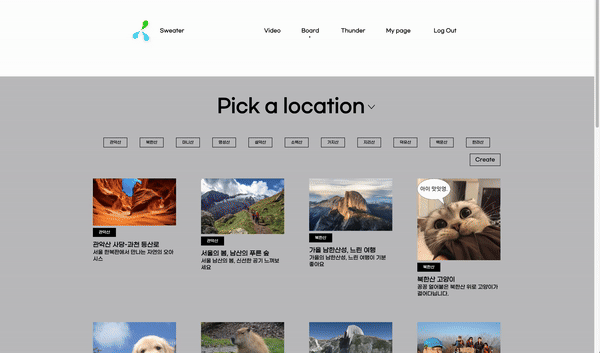 Sweater
Video
Board
Thunder
My page
Log Out
Pick a location
관악산
북한산
마니산
청성산
설악산
소백산
가지산
지리산
덕유산
백운산
한라산
Create
관악산
관악산 사당-과천 등산로
서울 한복판에서 만나는 자연의 오아
시스
관악산
서울의 봄, 남산의 푸른 숲
서울 남산의 봄, 신선한 공기 느껴보
세요
북한산
가을 남한산성, 느린 여행
가을의 남한산성, 느린 여행이 기분
좋아요
아이 맛있엉.
북한산
북한산 고양이
꽁꽁 얼어붙은 북한산 위로 고양이가
걸어다닙니다.